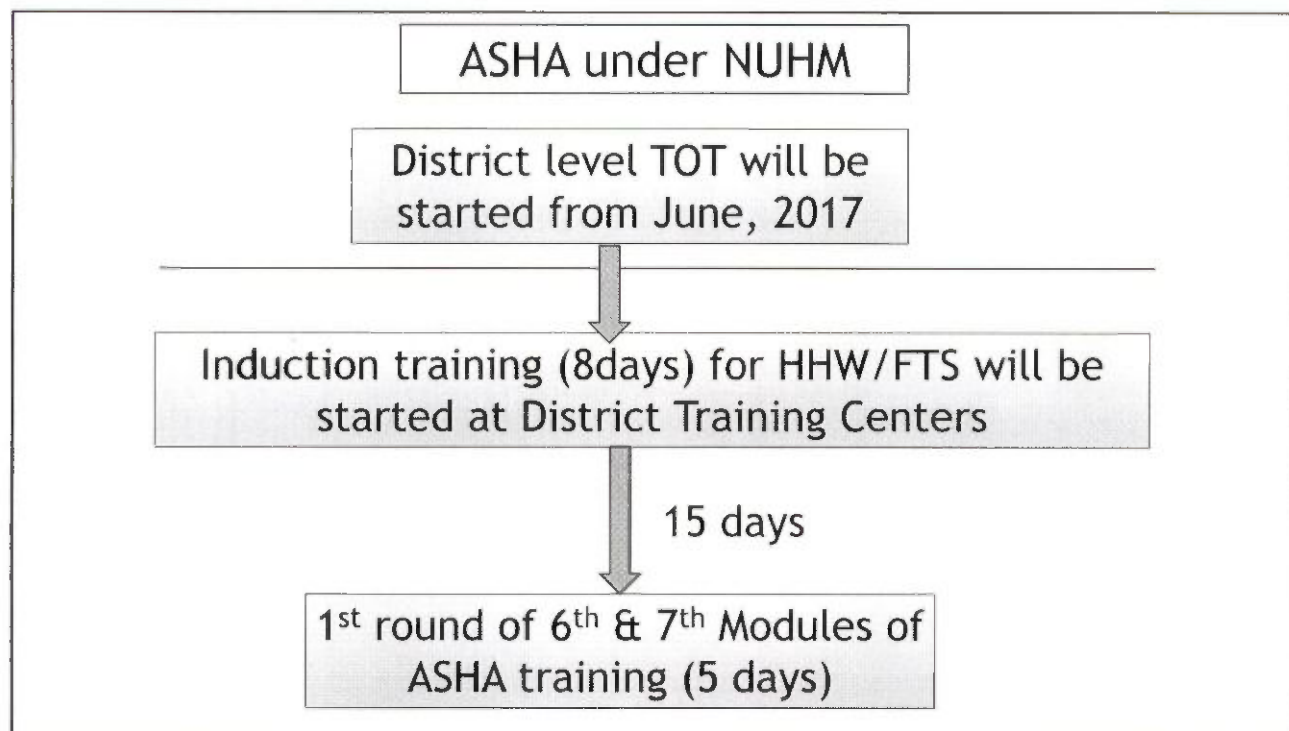 ASHA under NUHM
District level TOT will be
started from June, 2017
Induction training (8days) for HHW/FTS will be
started at District Training Centers
15 days
1st round of 6th & 7th Modules of
ASHA training (5 days)